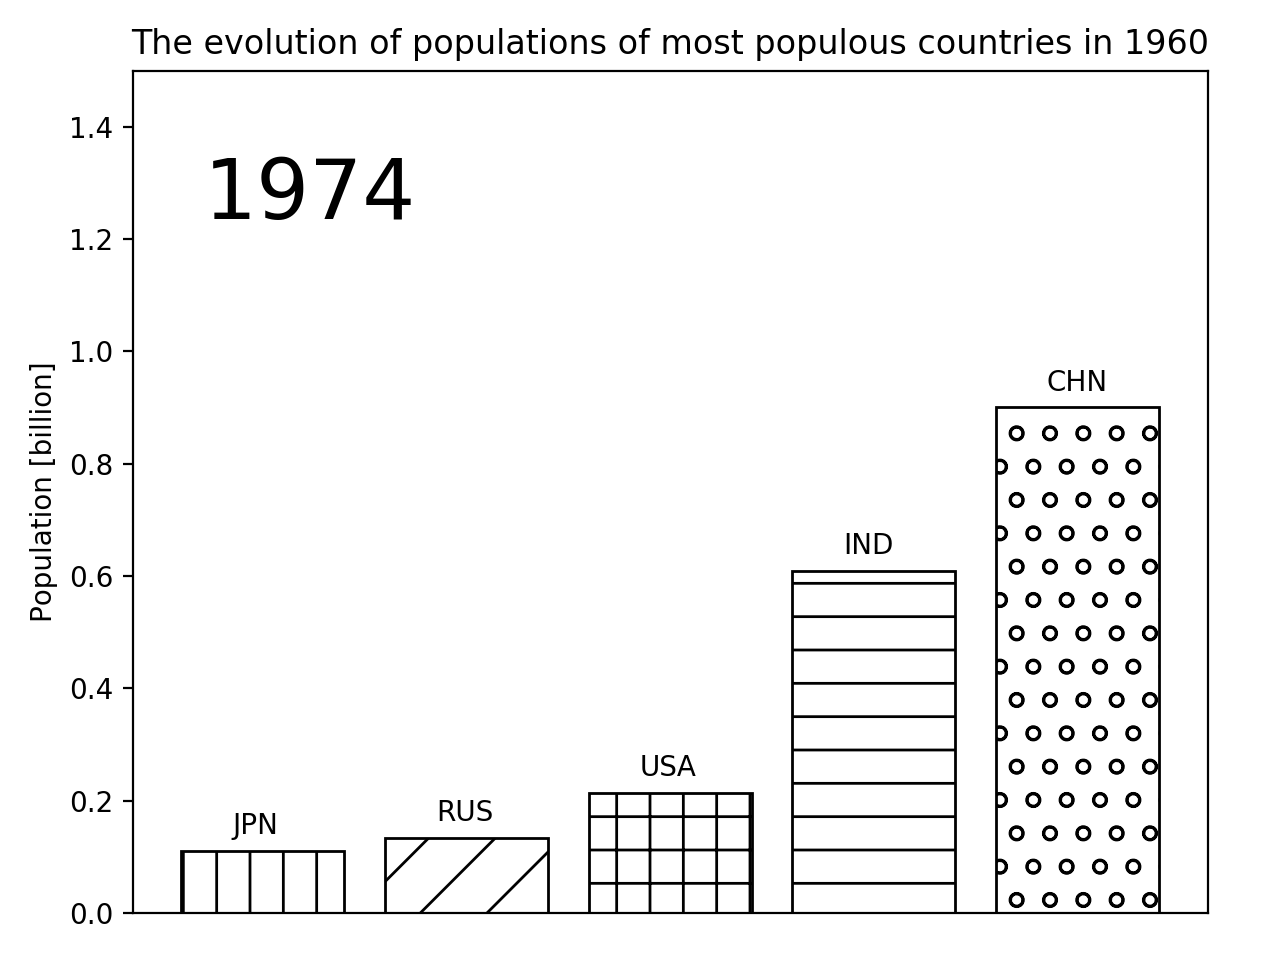 The evolution of populations of most populous countries in 1960
1974
Population [billion]
1.4
1.2
1.0
0.8
0.6
0.4
0.2
0.0
JPN
RUS
USA
IND
CHN